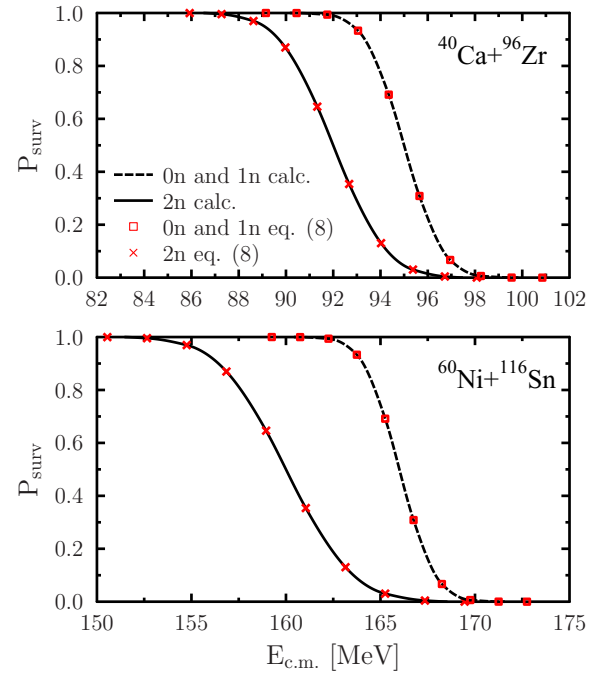 1.0
0.8
0.6
0.4
0.2
0.0
P_surv
⁴⁰Ca+⁹⁶Zr
0n and 1n calc.
2n calc.
0n and 1n eq. (8)
2n eq. (8)
82 84 86 88 90 92 94 96 98 100 102
1.0
0.8
0.6
0.4
0.2
0.0
P_surv
⁶⁰Ni+¹¹⁶Sn
150 155 160 165 170 175
E_c.m. [MeV]